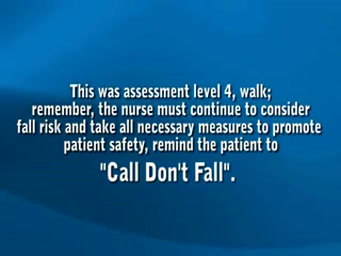 This was assessment level 4, walk;
remember, the nurse must continue to consider
fall risk and take all necessary measures to promote
patient safety, remind the patient to
"Call Don't Fall".